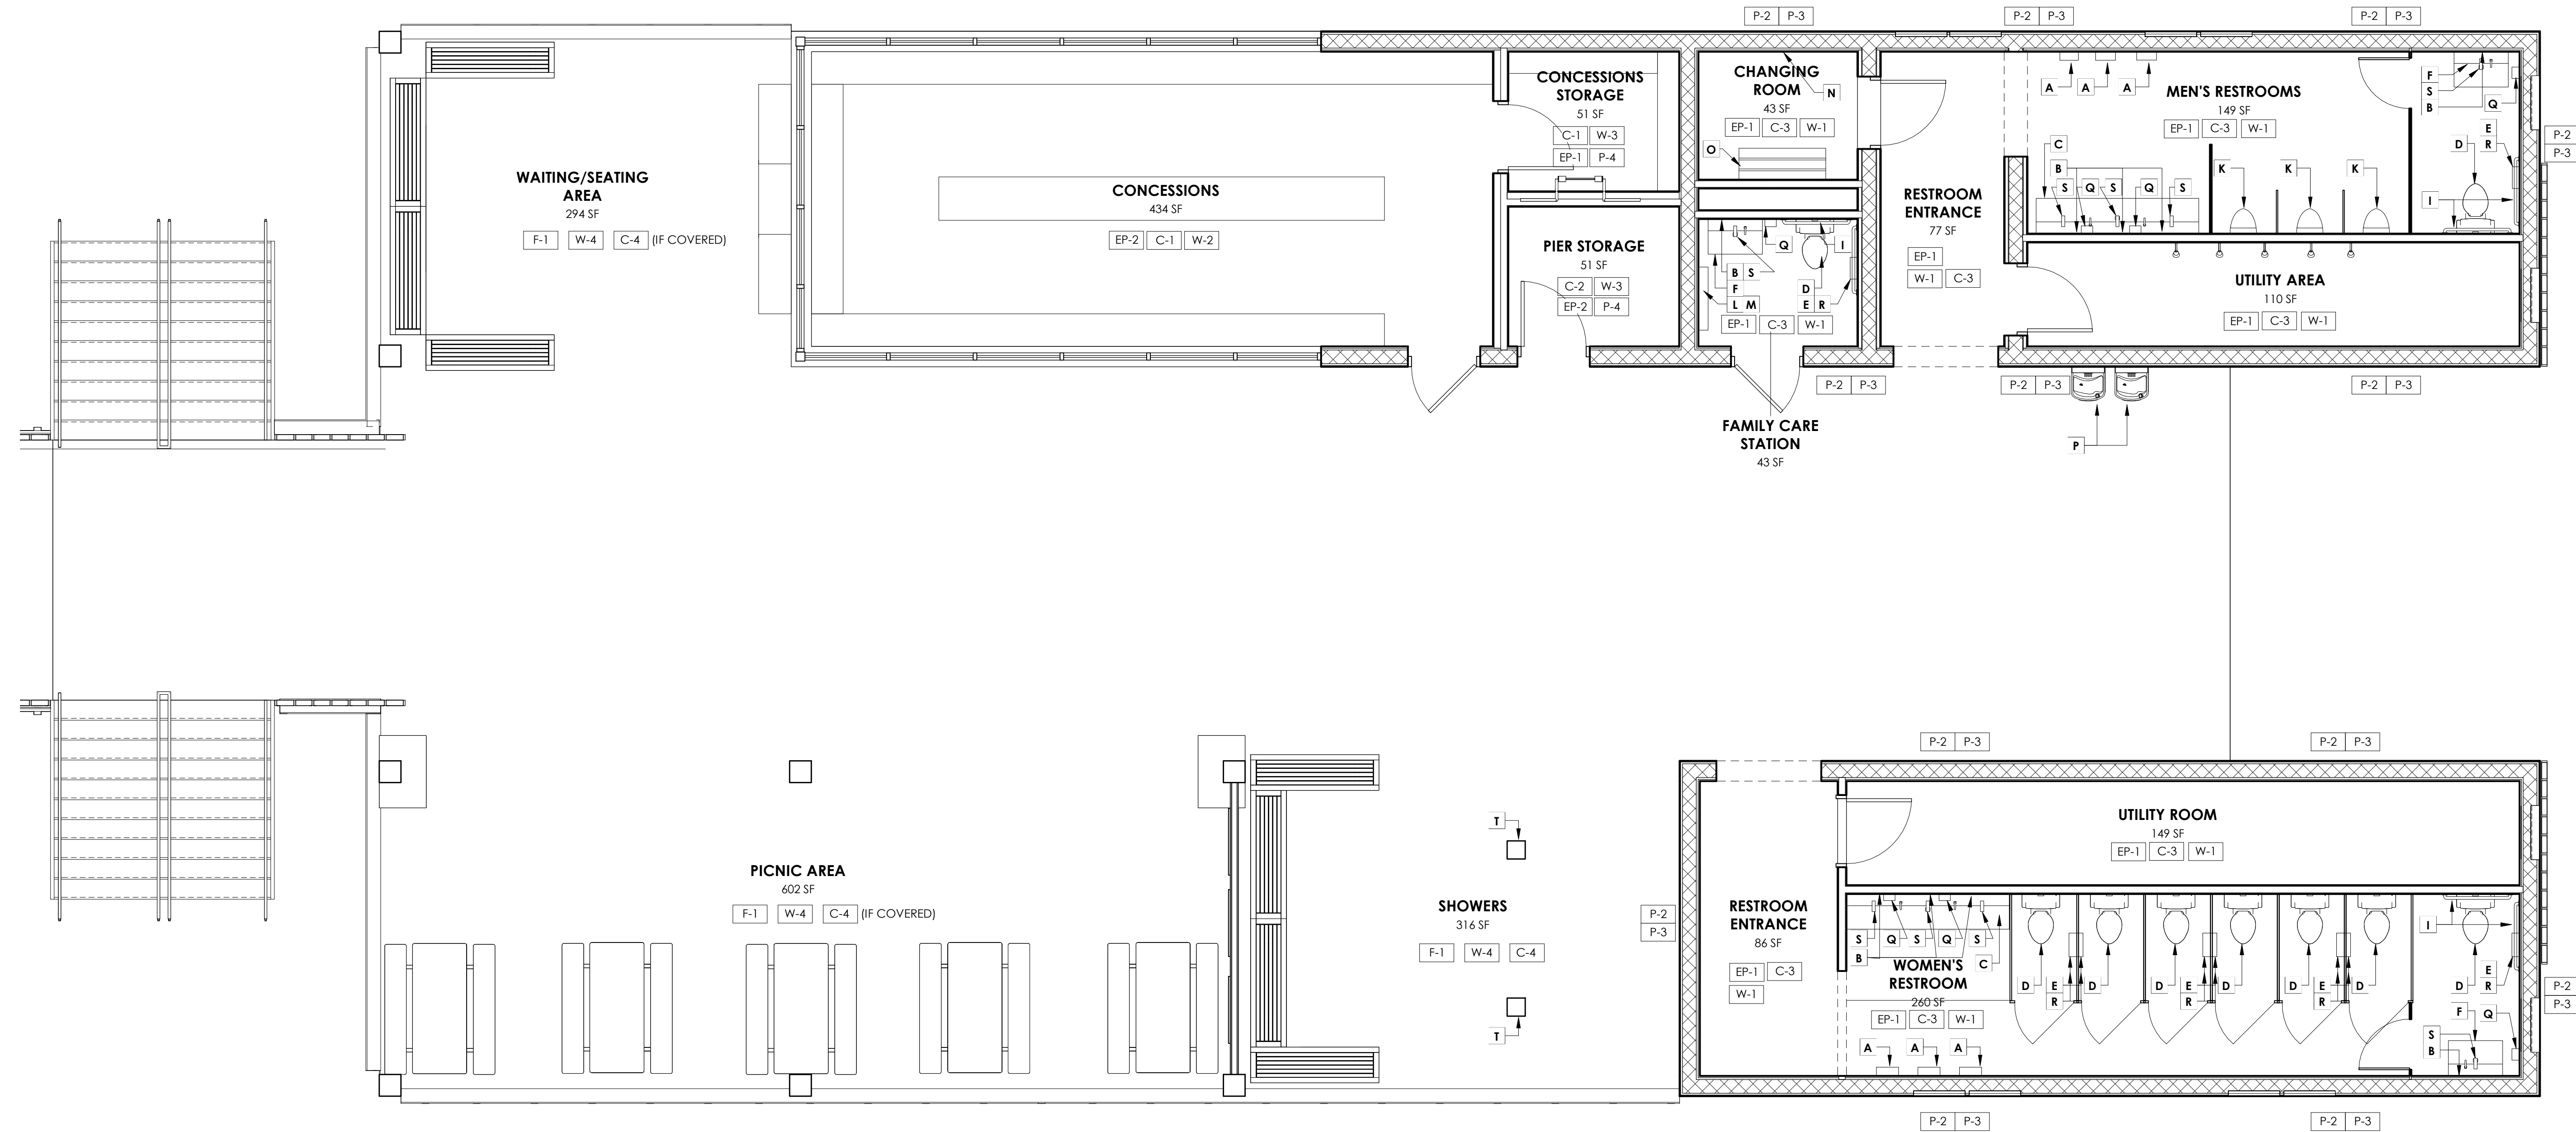 P-2 P-3
P-2 P-3
P-2 P-3
WAITING/SEATING
AREA
294 SF
F-1 W-4 C-4 (IF COVERED)
CONCESSIONS
434 SF
EP-2 C-1 W-2
CONCESSIONS
STORAGE
51 SF
C-1 W-3
EP-1 P-4
PIER STORAGE
51 SF
C-2 W-3
EP-2 P-4
CHANGING
ROOM
43 SF
EP-1 C-3 W-1
N
O
Q
I
B S
F
L M
D
E R
EP-1 C-3 W-1
FAMILY CARE
STATION
43 SF
RESTROOM
ENTRANCE
77 SF
EP-1
W-1 C-3
A A A
MEN'S RESTROOMS
149 SF
EP-1 C-3 W-1
F
S
B
Q
E
R
D
I
C
B
S Q S Q S
K K K
P-2
P-3
UTILITY AREA
110 SF
EP-1 C-3 W-1
P-2 P-3
P-2 P-3
P-2 P-3
P
P-2 P-3
P-2 P-3
PICNIC AREA
602 SF
F-1 W-4 C-4 (IF COVERED)
T
SHOWERS
316 SF
F-1 W-4 C-4
T
P-2
P-3
RESTROOM
ENTRANCE
86 SF
EP-1 C-3
W-1
UTILITY ROOM
149 SF
EP-1 C-3 W-1
S Q S Q S
B
C
WOMEN'S
RESTROOM
260 SF
EP-1 C-3 W-1
A A A
D E D D E D D E D
R R R
I
E
D R
F Q
S
B
P-2
P-3
P-2 P-3
P-2 P-3